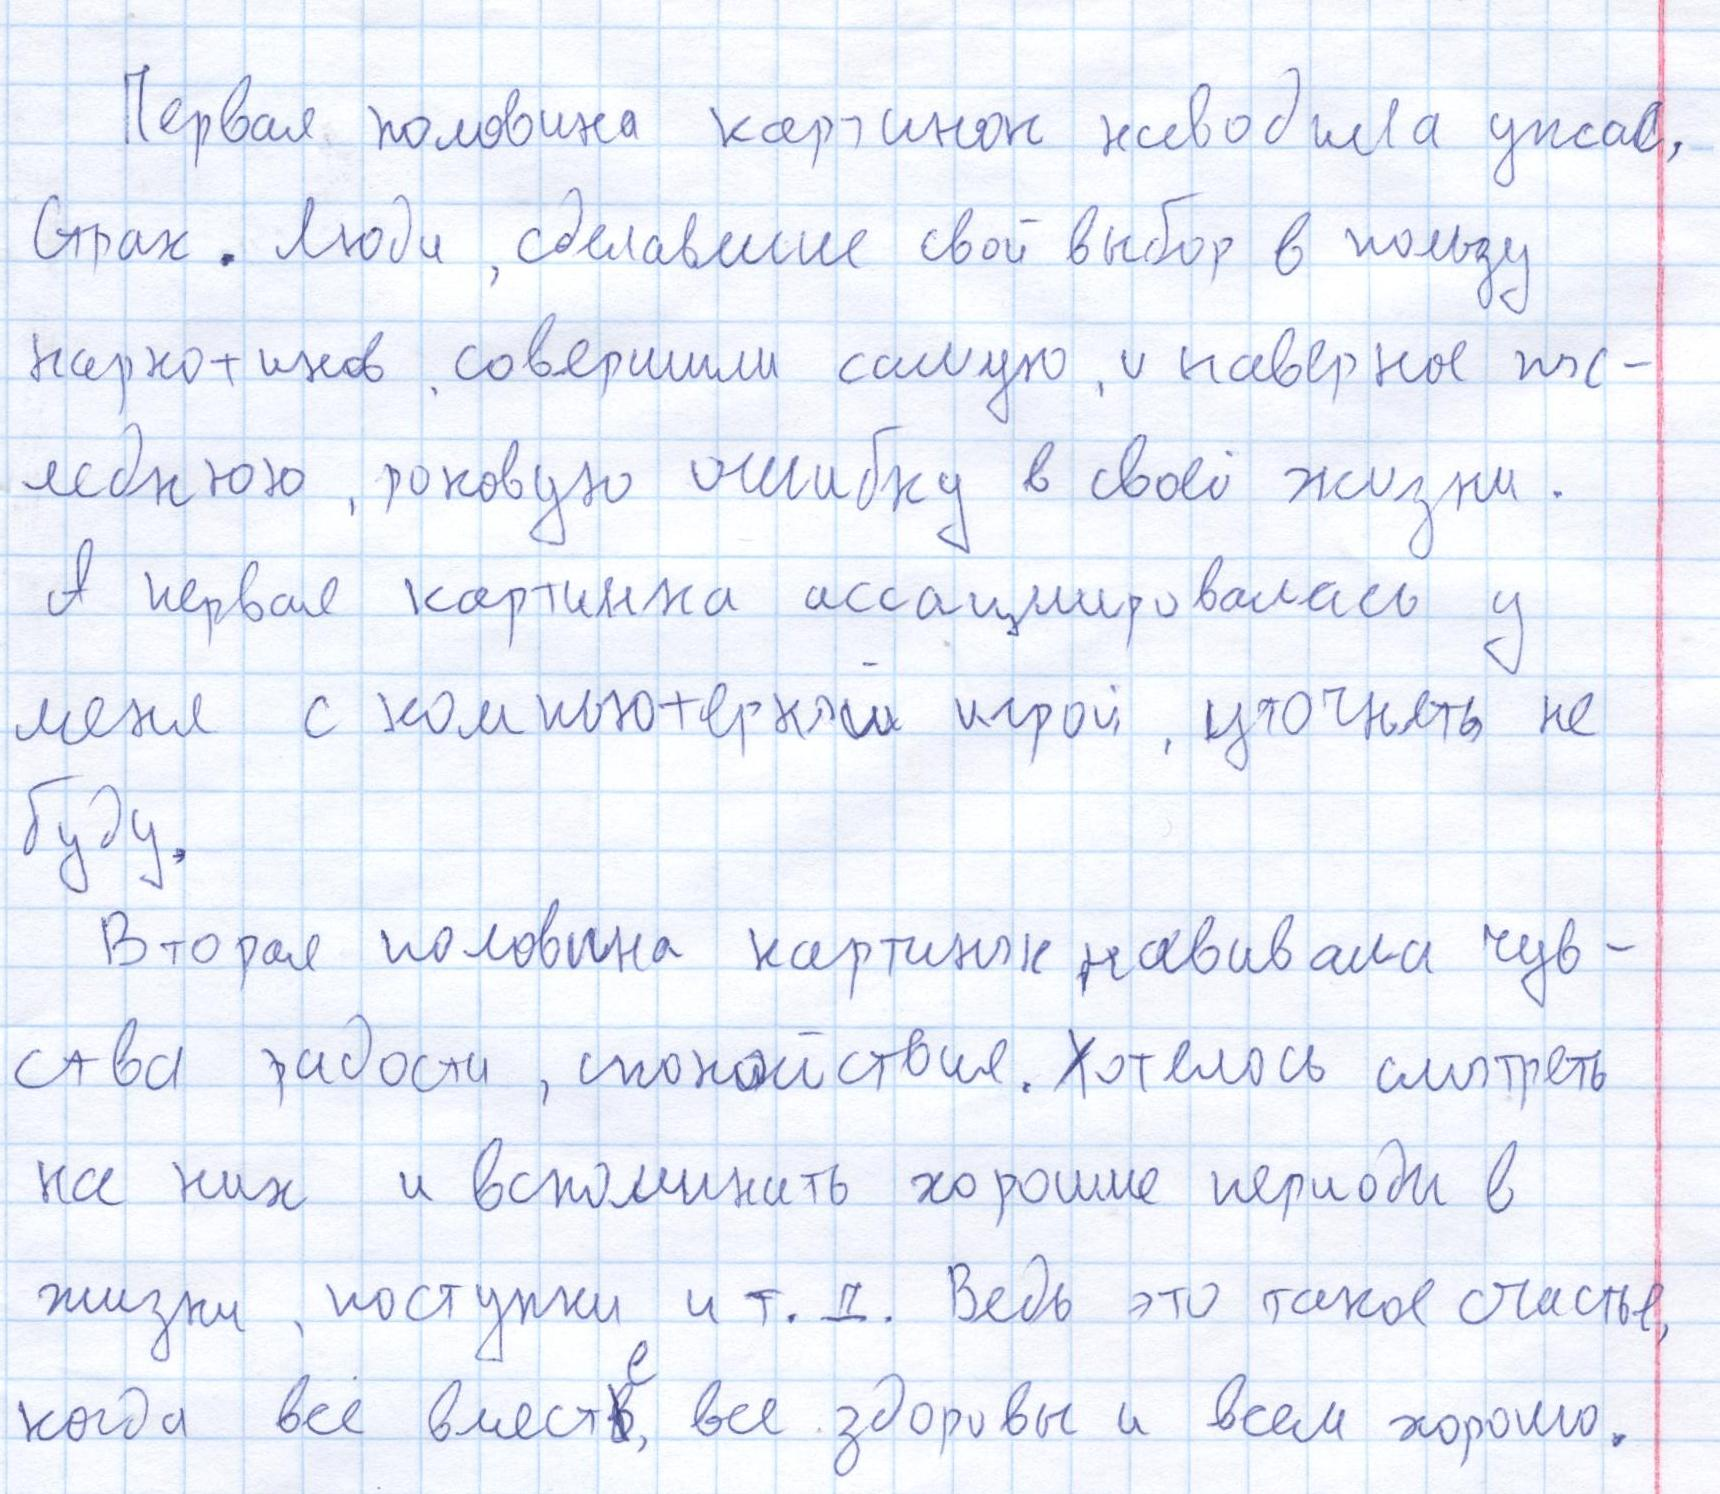 Первая половина картинок наводила ужас,
Страх. Люди, сделавшие свой выбор в пользу
наркотиков, совершили самую, и наверное пос-
леднюю, роковую ошибку в своей жизни.
А первая картинка ассациировалась у
меня с компьютерной игрой, уточнять не
буду.
Вторая половина картинок навивала чув-
ства радости, спокойствия. Хотелось смотреть
на них и вспоминать хорошие периоды в
жизни, поступки и т. д. Ведь это такое счастье,
когда все вместе, все здоровы и всем хорошо.